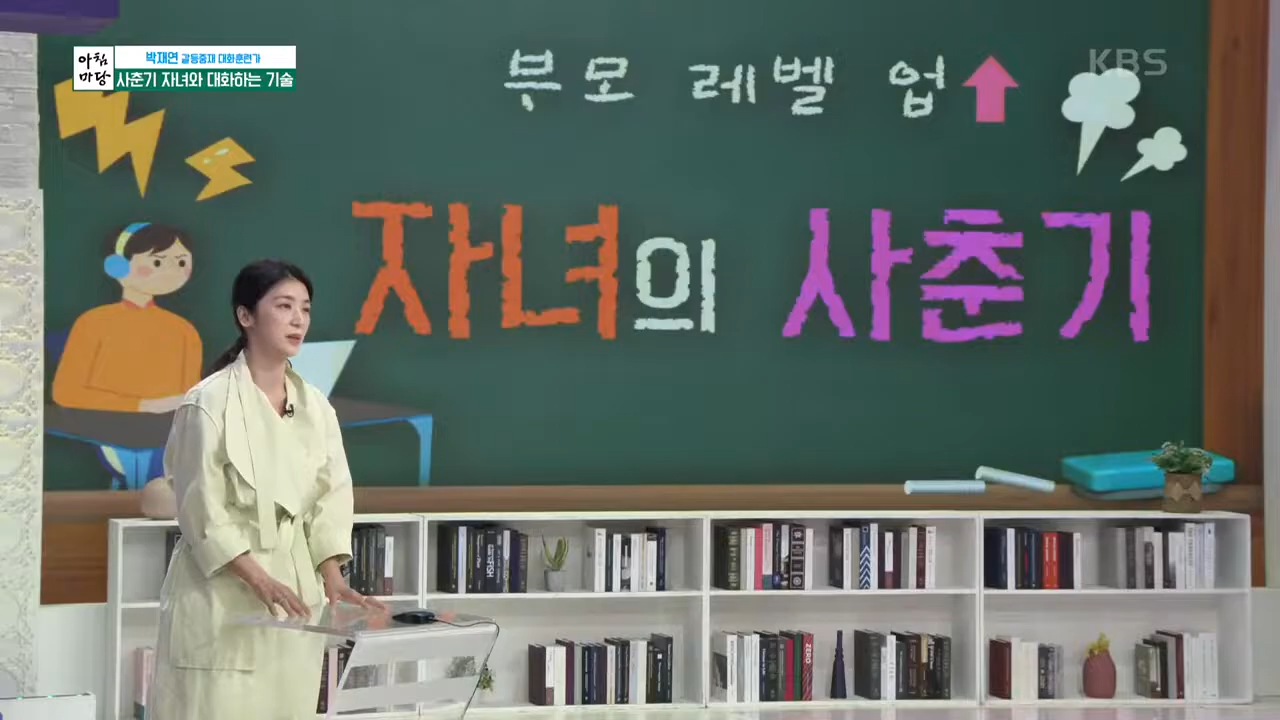 아침
마당
박재연 갈등중재 대화훈련가
사춘기 자녀와 대화하는 기술
KBS
부모 레벨 업
자녀의 사춘기
ZERO